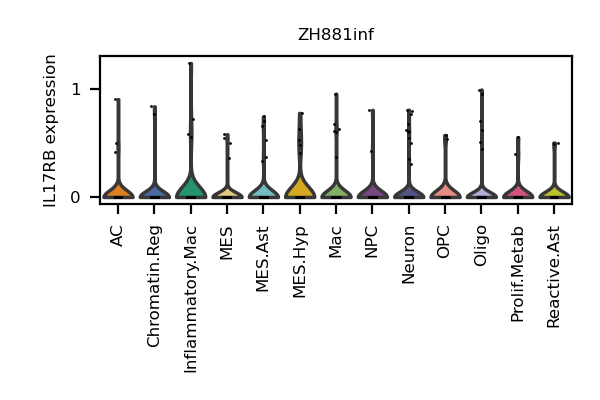 ZH881inf
IL17RB expression
1
0
AC
Chromatin.Reg
Inflammatory.Mac
MES
MES.Ast
MES.Hyp
Mac
NPC
Neuron
OPC
Oligo
Prolif.Metab
Reactive.Ast